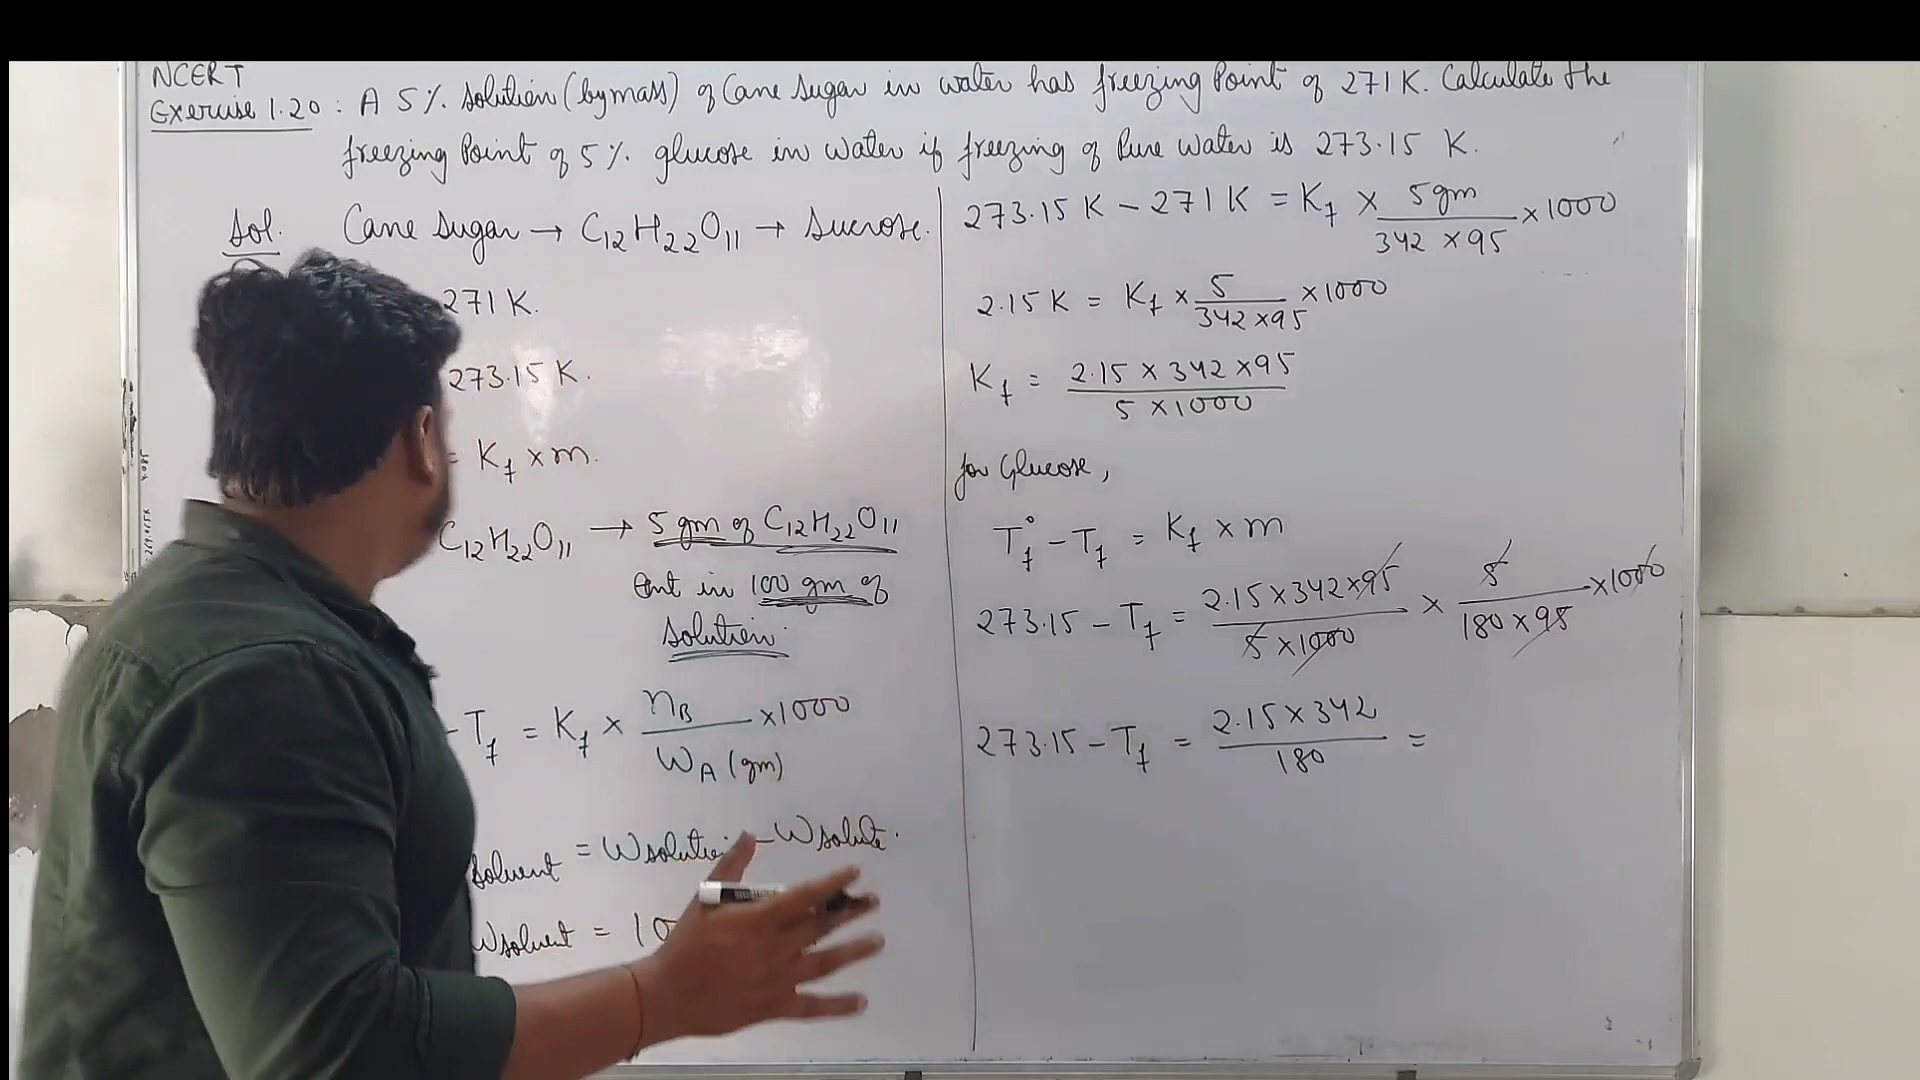 NCERT
Exercise 1.20 : A 5% solution (by mass) of Cane sugar in water has freezing Point of 271 K. Calculate the
freezing Point of 5% glucose in water if freezing of Pure water is 273.15 K.
Sol. Cane sugar → C12H22O11 → Sucrose.
271 K.
273.15 K.
= Kf × m.
C12H22O11 → 5 gm of C12H22O11
in 100 gm of
solution.
- Tf = Kf × nB / WA (gm) × 1000
solvent = W solution - W solute.
W solvent = 10
273.15 K - 271 K = Kf × 5 gm / 342 × 95 × 1000
2.15 K = Kf × 5 / 342 × 95 × 1000
Kf = 2.15 × 342 × 95 / 5 × 1000
for Glucose,
T°f - Tf = Kf × m
273.15 - Tf = 2.15 × 342 × 95 / 5 × 1000 × 5 / 180 × 95 × 1000
273.15 - Tf = 2.15 × 342 / 180 =